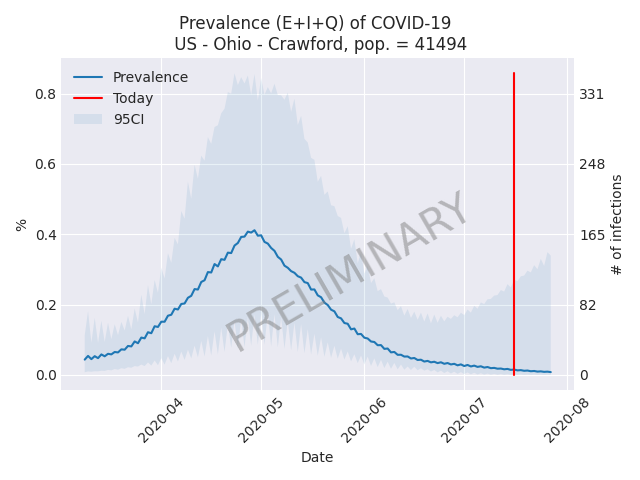 Prevalence (E+I+Q) of COVID-19
US - Ohio - Crawford, pop. = 41494
Prevalence
Today
95CI
0.8
0.6
0.4
0.2
0.0
%
331
248
165
82
0
# of infections
PRELIMINARY
2020-04
2020-05
2020-06
2020-07
2020-08
Date